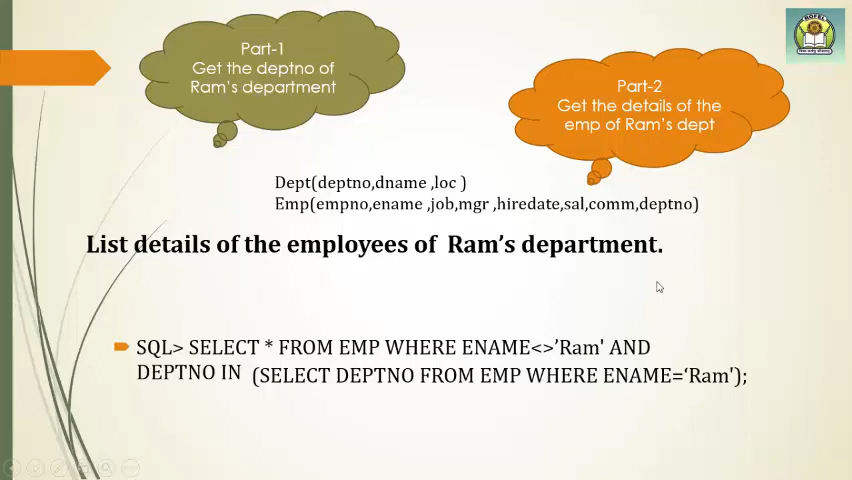 Part-1
Get the deptno of
Ram's department
Part-2
Get the details of the
emp of Ram's dept
Dept(deptno,dname ,loc )
Emp(empno,ename ,job,mgr ,hiredate,sal,comm,deptno)
List details of the employees of  Ram's department.
SQL> SELECT * FROM EMP WHERE ENAME<>’Ram' AND
DEPTNO IN (SELECT DEPTNO FROM EMP WHERE ENAME=‘Ram');